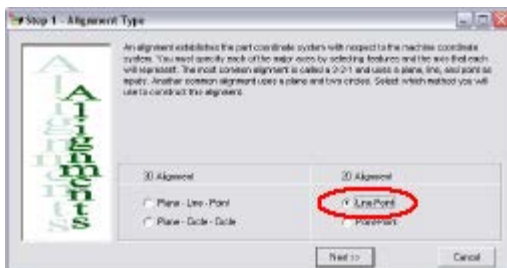 Step 1 - Alignment Type
An alignment establishes the part coordinate system with respect to the machine coordinate
system. You must specify each of the major axes by selecting features and the axis that each
will represent. The most common alignment is called a 3-2-1 and uses a plane, line, and point as
inputs. Another common alignment uses a plane and two circles. Select which method you will
use to construct this alignment.
Alignments
3D Alignment
2D Alignment
Plane - Line - Point
Line Point
Plane - Circle - Circle
Point Point
Next >>
Cancel